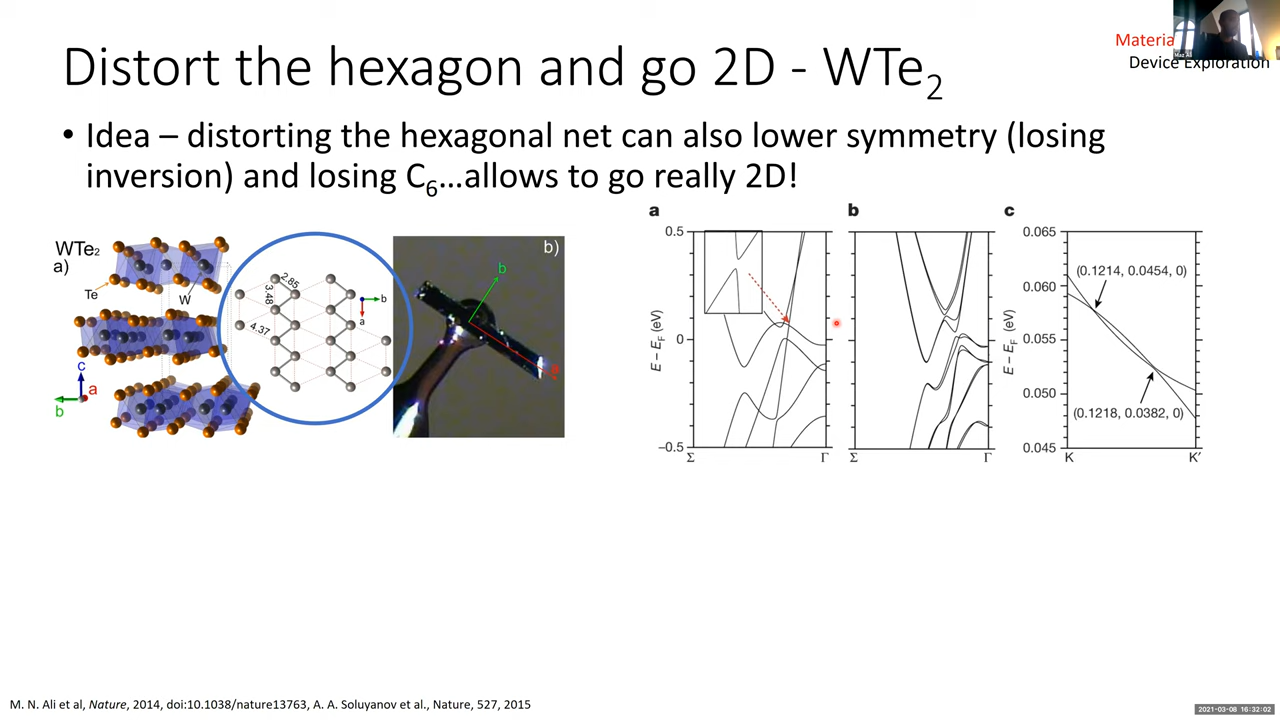 Distort the hexagon and go 2D - WTe₂
Materia
Device Exploration
• Idea – distorting the hexagonal net can also lower symmetry (losing
inversion) and losing C₆…allows to go really 2D!
WTe₂
a)
Te
W
c
a
b
2.85
3.48
4.37
b
a
b)
b
a
a
0.5
0
−0.5
E − E_F (eV)
Σ
Γ
b
Σ
Γ
c
0.065
0.060
0.055
0.050
0.045
E − E_F (eV)
(0.1214, 0.0454, 0)
(0.1218, 0.0382, 0)
K
K′
M. N. Ali et al, Nature, 2014, doi:10.1038/nature13763, A. A. Soluyanov et al., Nature, 527, 2015
2021-03-08 16:32:02